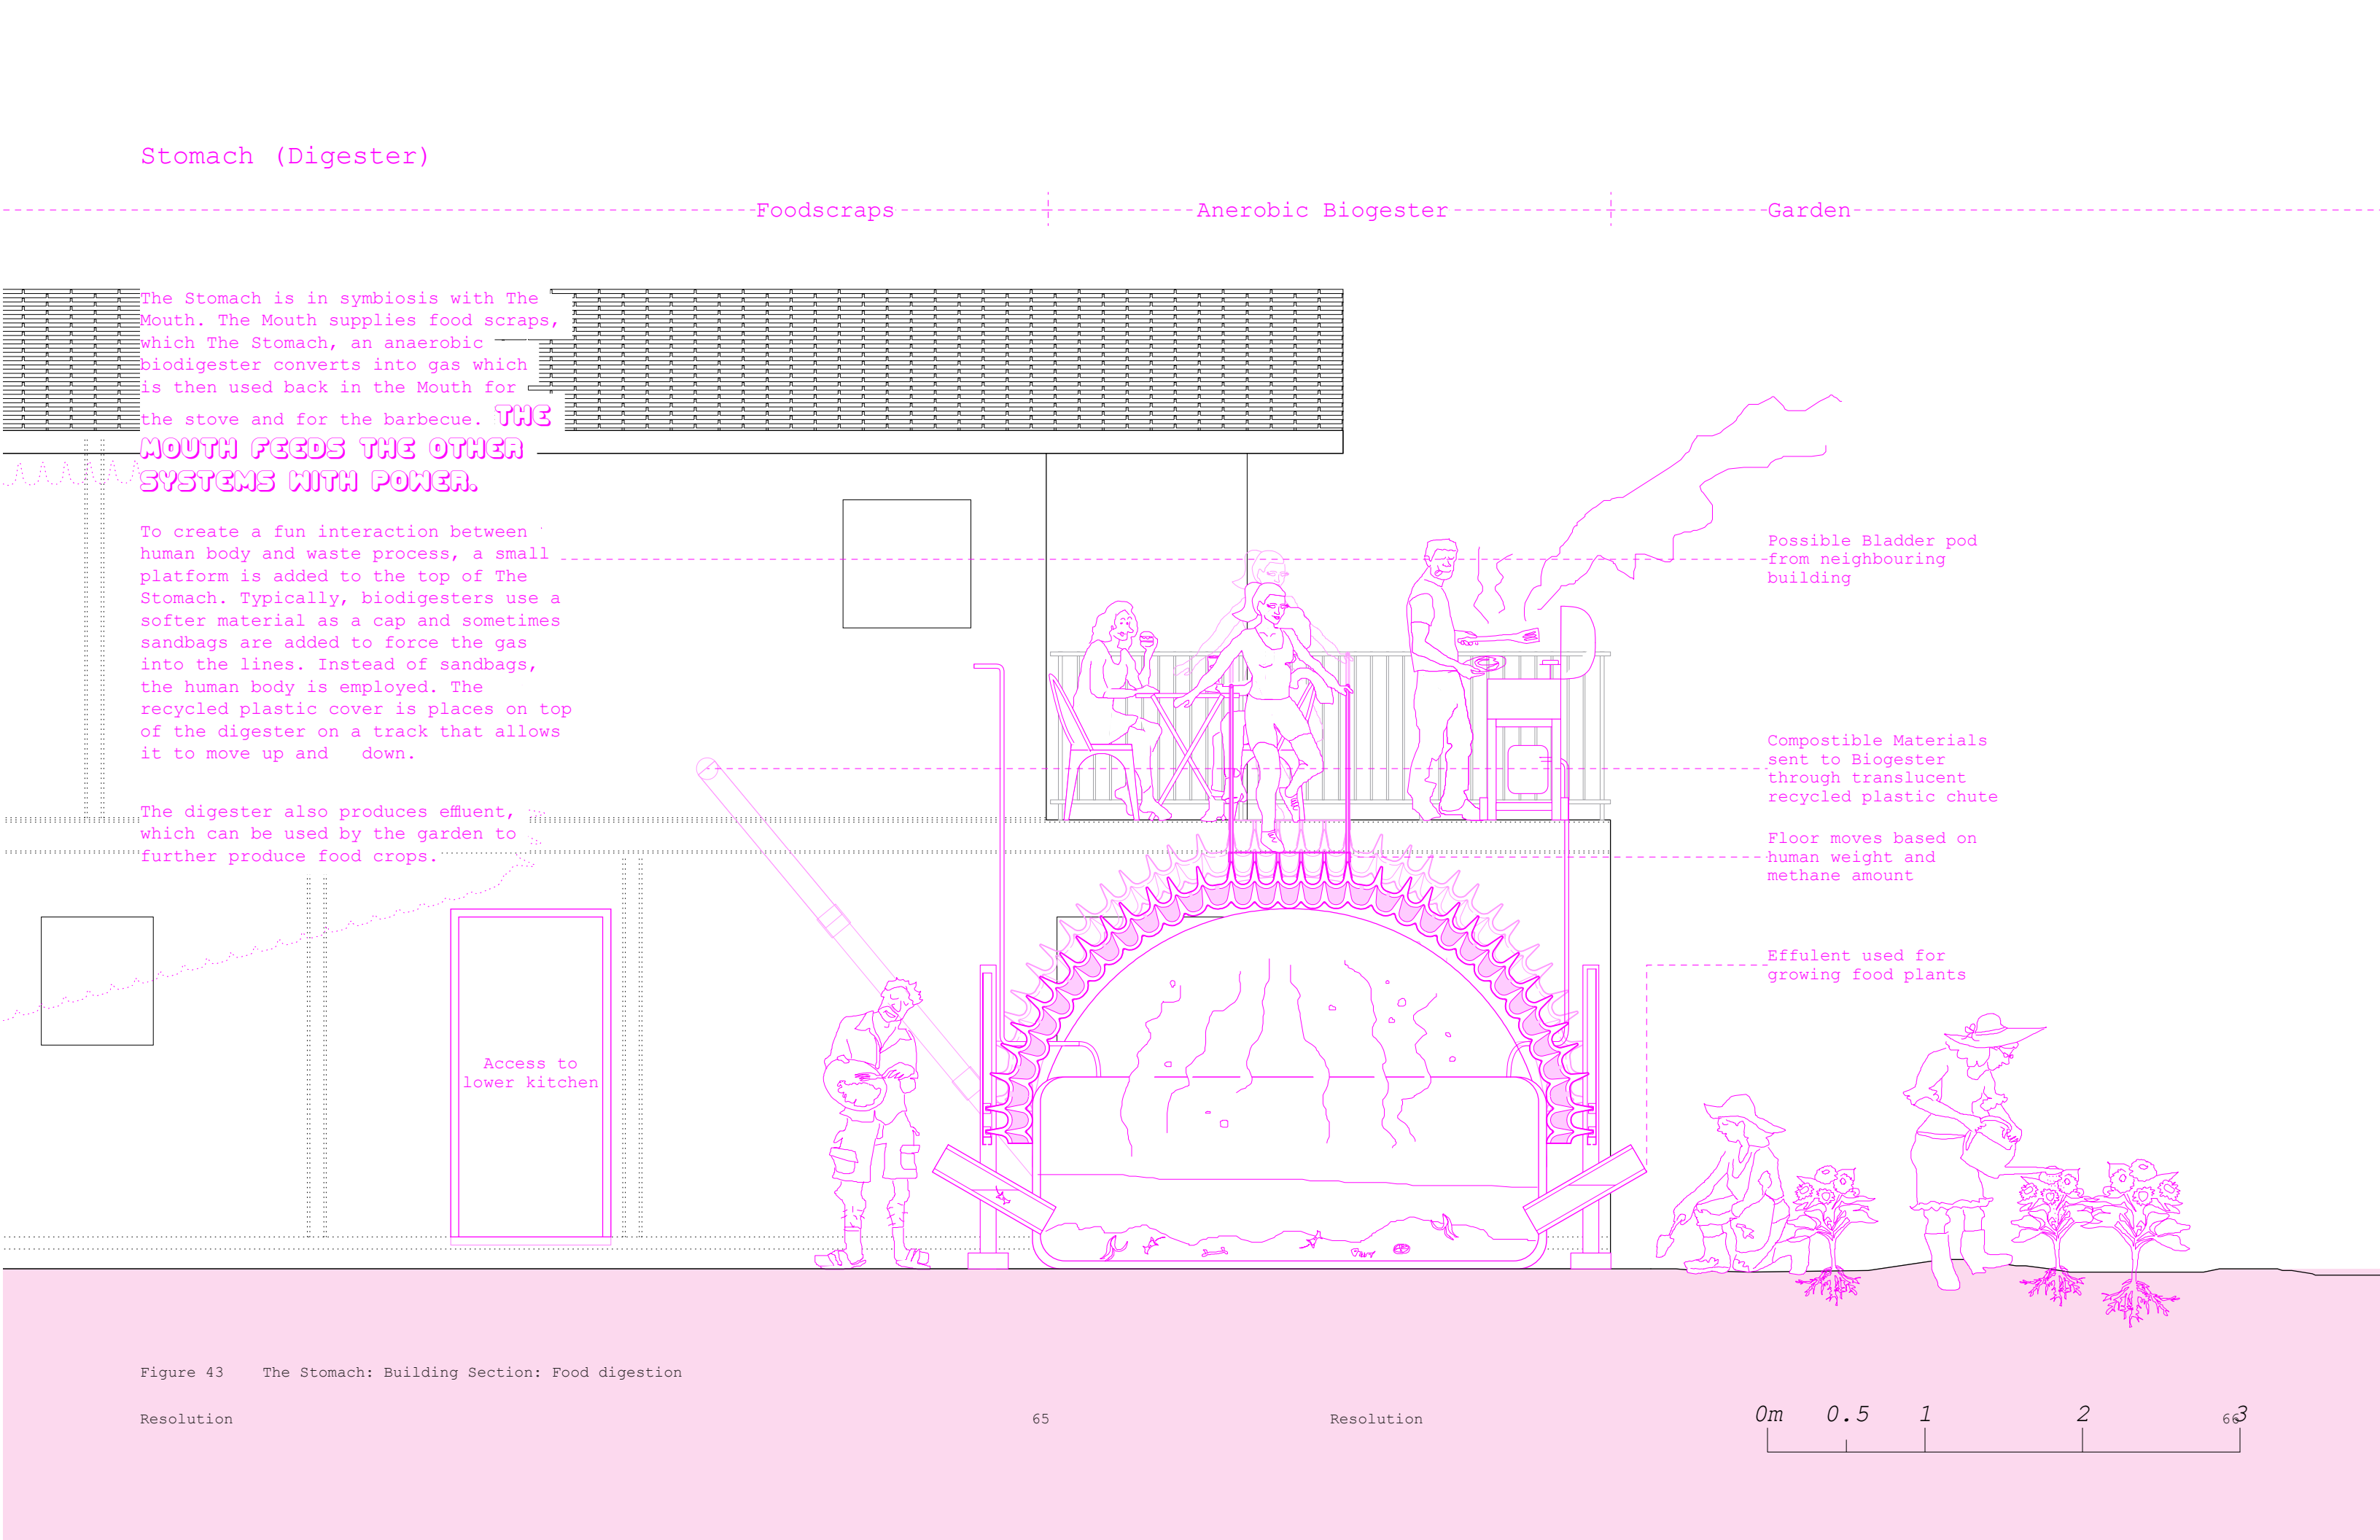 Stomach (Digester)
Foodscraps
Anerobic Biogester
Garden
The Stomach is in symbiosis with The
Mouth. The Mouth supplies food scraps,
which The Stomach, an anaerobic
biodigester converts into gas which
is then used back in the Mouth for
the stove and for the barbecue. THE
MOUTH FEEDS THE OTHER
SYSTEMS WITH POWER.
To create a fun interaction between
human body and waste process, a small
platform is added to the top of The
Stomach. Typically, biodigesters use a
softer material as a cap and sometimes
sandbags are added to force the gas
into the lines. Instead of sandbags,
the human body is employed. The
recycled plastic cover is places on top
of the digester on a track that allows
it to move up and   down.
The digester also produces effluent,
which can be used by the garden to
further produce food crops.
Possible Bladder pod
from neighbouring
building
Compostible Materials
sent to Biogester
through translucent
recycled plastic chute
Floor moves based on
human weight and
methane amount
Effulent used for
growing food plants
Access to
lower kitchen
Figure 43    The Stomach: Building Section: Food digestion
Resolution
65
Resolution
66
0m 0.5 1 2 3